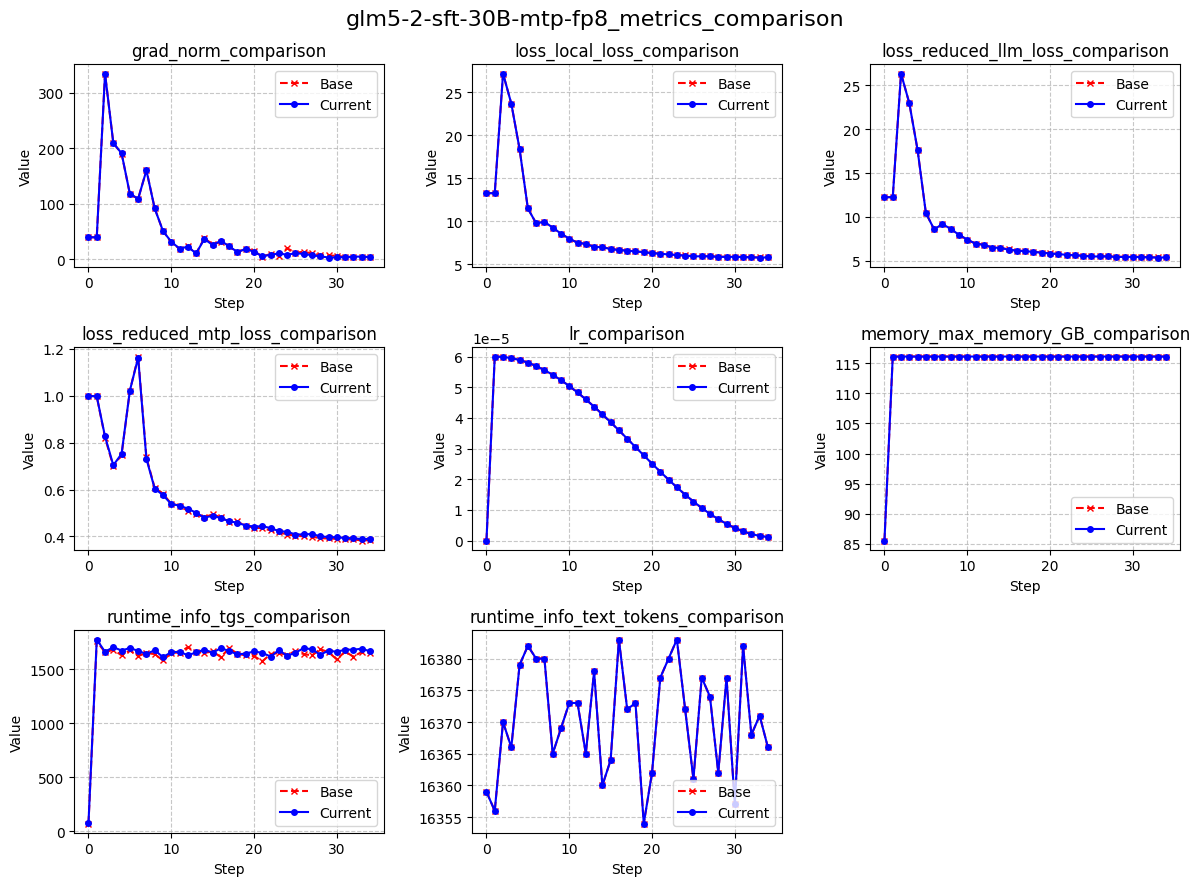 glm5-2-sft-30B-mtp-fp8_metrics_comparison
grad_norm_comparison
Value
300
200
100
0
0
10
20
30
Step
Base
Current
loss_local_loss_comparison
Value
25
20
15
10
5
0
10
20
30
Step
Base
Current
loss_reduced_llm_loss_comparison
Value
25
20
15
10
5
0
10
20
30
Step
Base
Current
loss_reduced_mtp_loss_comparison
Value
1.2
1.0
0.8
0.6
0.4
0
10
20
30
Step
Base
Current
lr_comparison
1e−5
Value
6
5
4
3
2
1
0
0
10
20
30
Step
Base
Current
memory_max_memory_GB_comparison
Value
115
110
105
100
95
90
85
0
10
20
30
Step
Base
Current
runtime_info_tgs_comparison
Value
1500
1000
500
0
0
10
20
30
Step
Base
Current
runtime_info_text_tokens_comparison
Value
16380
16375
16370
16365
16360
16355
0
10
20
30
Step
Base
Current